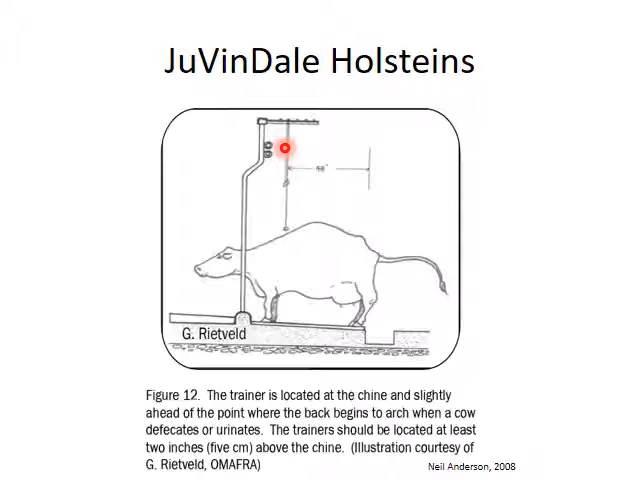 JuVinDale Holsteins
48"
G. Rietveld
Figure 12. The trainer is located at the chine and slightly
ahead of the point where the back begins to arch when a cow
defecates or urinates. The trainers should be located at least
two inches (five cm) above the chine. (Illustration courtesy of
G. Rietveld, OMAFRA)
Neil Anderson, 2008